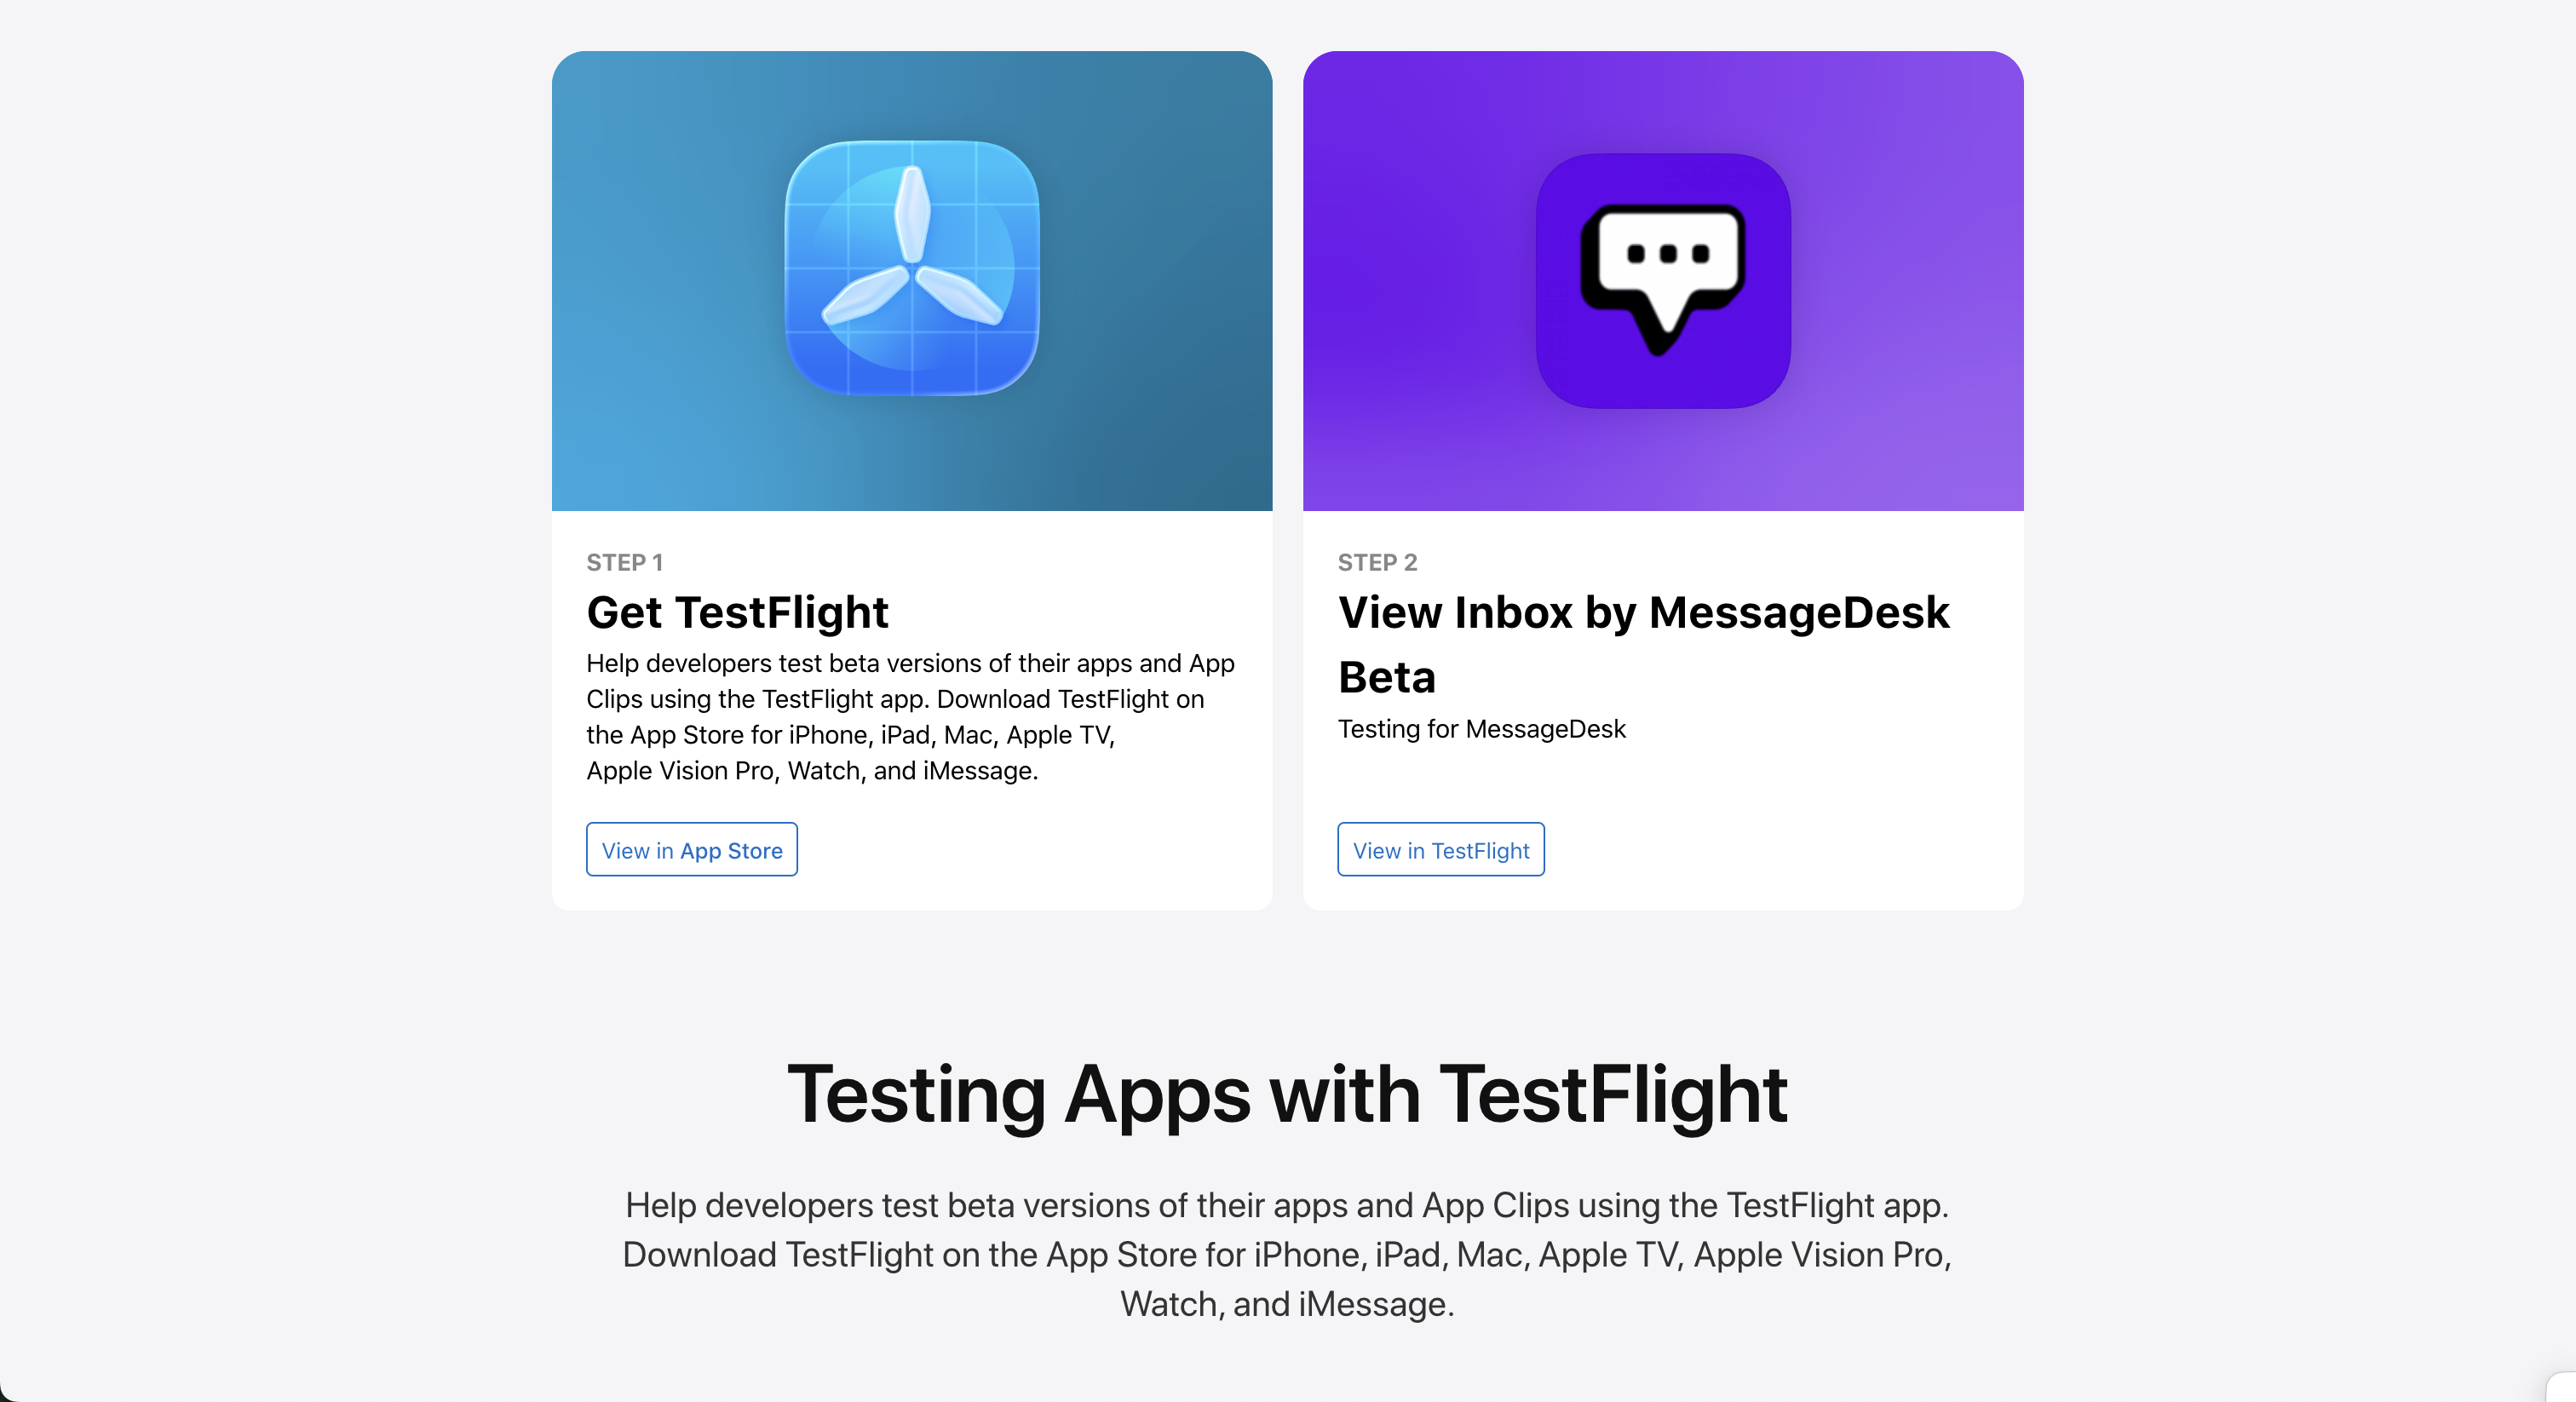 STEP 1
Get TestFlight
Help developers test beta versions of their apps and App
Clips using the TestFlight app. Download TestFlight on
the App Store for iPhone, iPad, Mac, Apple TV,
Apple Vision Pro, Watch, and iMessage.
View in App Store
STEP 2
View Inbox by MessageDesk
Beta
Testing for MessageDesk
View in TestFlight
Testing Apps with TestFlight
Help developers test beta versions of their apps and App Clips using the TestFlight app.
Download TestFlight on the App Store for iPhone, iPad, Mac, Apple TV, Apple Vision Pro,
Watch, and iMessage.